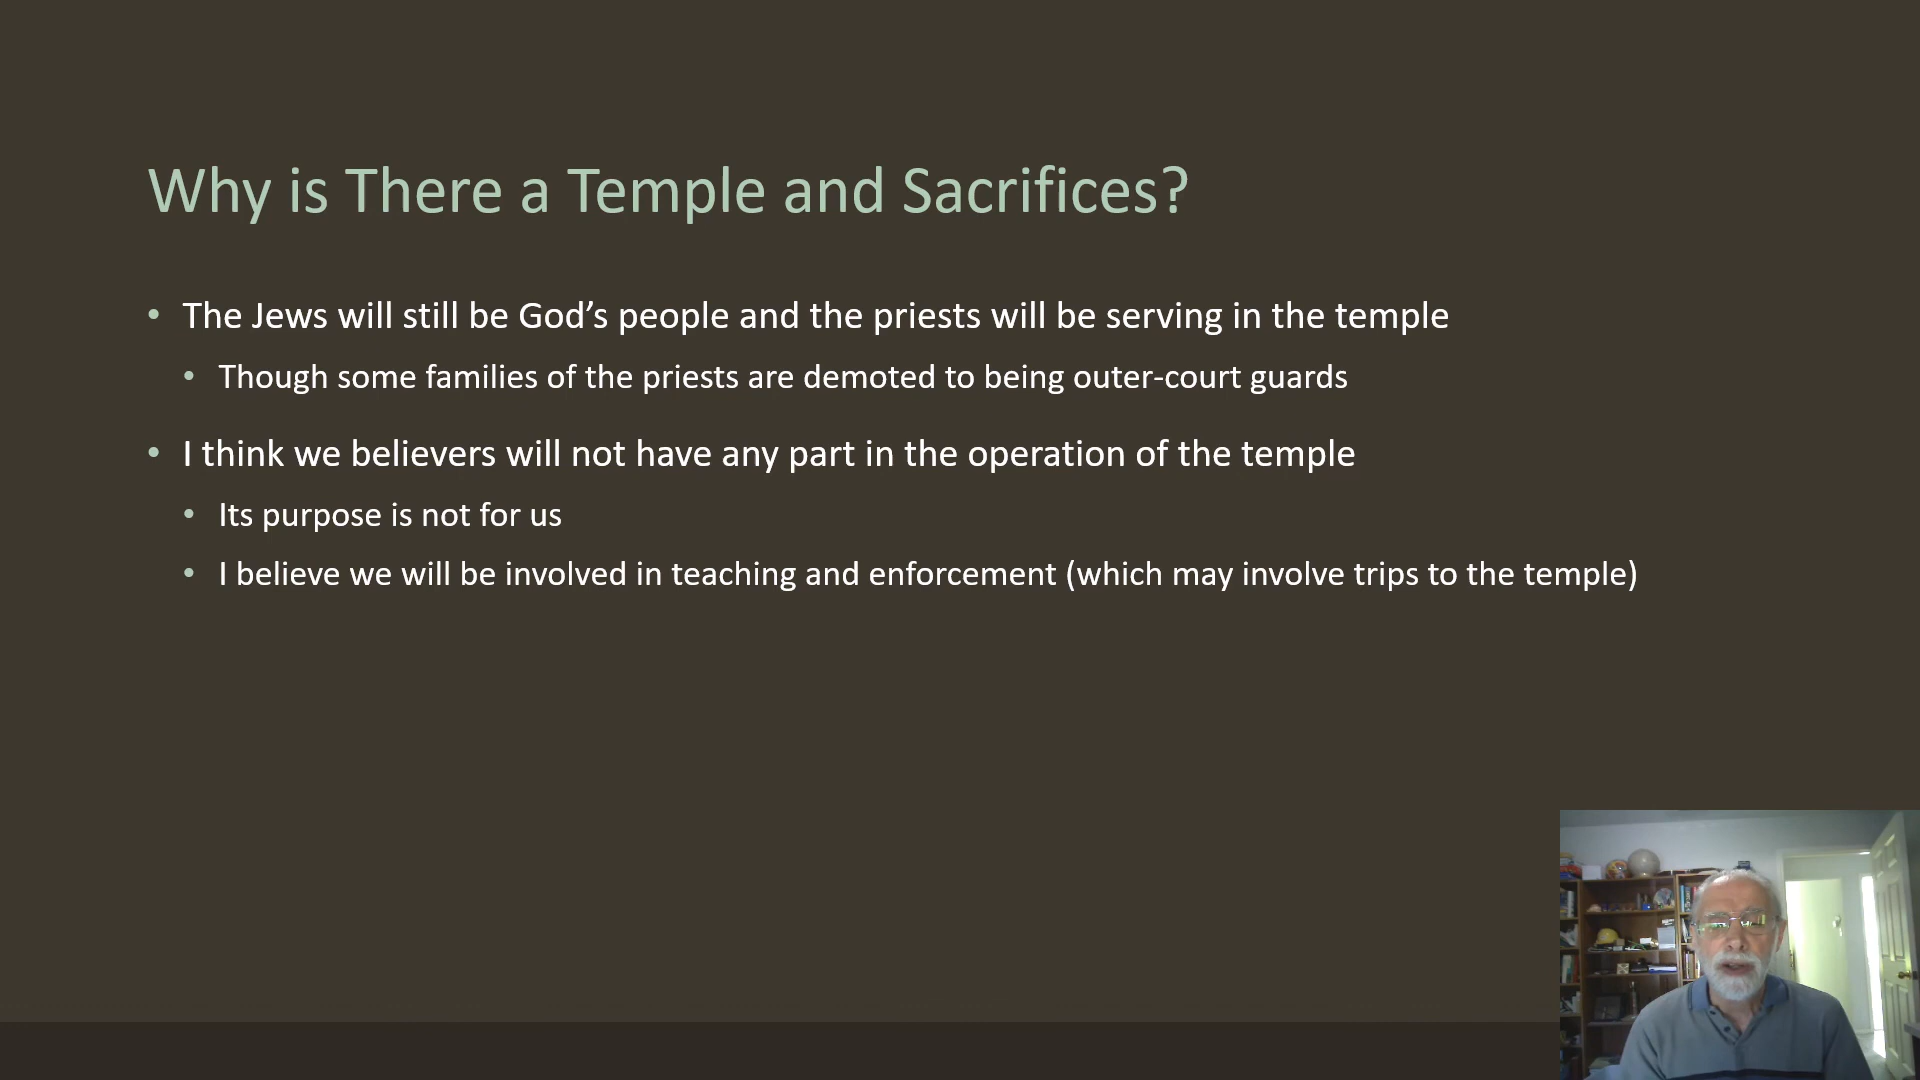 Why is There a Temple and Sacrifices?
• The Jews will still be God’s people and the priests will be serving in the temple
• Though some families of the priests are demoted to being outer-court guards
• I think we believers will not have any part in the operation of the temple
• Its purpose is not for us
• I believe we will be involved in teaching and enforcement (which may involve trips to the temple)